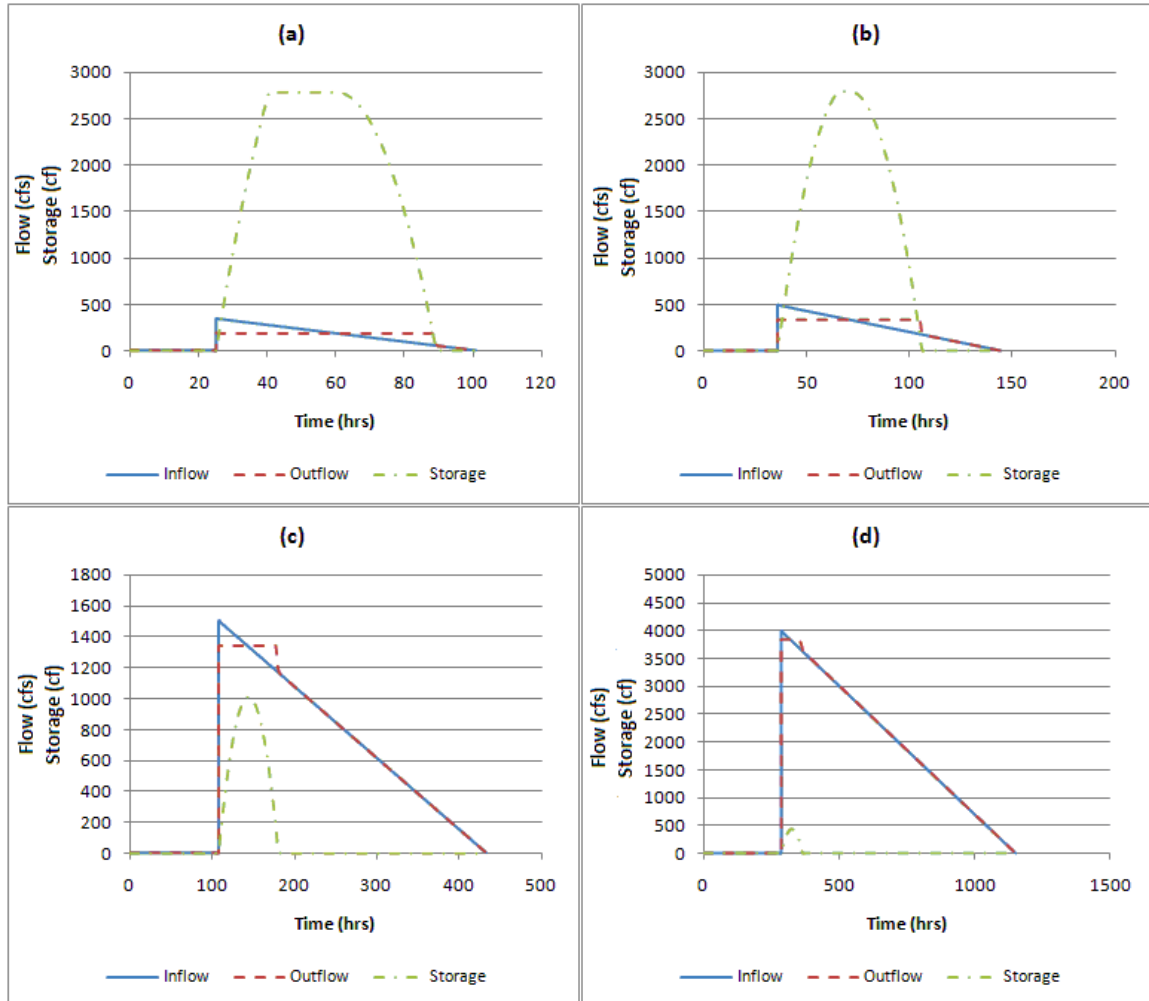 (a)
Flow (cfs)
Storage (cf)
3000
2500
2000
1500
1000
500
0
0 20 40 60 80 100 120
Time (hrs)
Inflow Outflow Storage
(b)
Flow (cfs)
Storage (cf)
3000
2500
2000
1500
1000
500
0
0 50 100 150 200
Time (hrs)
Inflow Outflow Storage
(c)
Flow (cfs)
Storage (cf)
1800
1600
1400
1200
1000
800
600
400
200
0
0 100 200 300 400 500
Time (hrs)
Inflow Outflow Storage
(d)
Flow (cfs)
Storage (cf)
5000
4500
4000
3500
3000
2500
2000
1500
1000
500
0
0 500 1000 1500
Time (hrs)
Inflow Outflow Storage